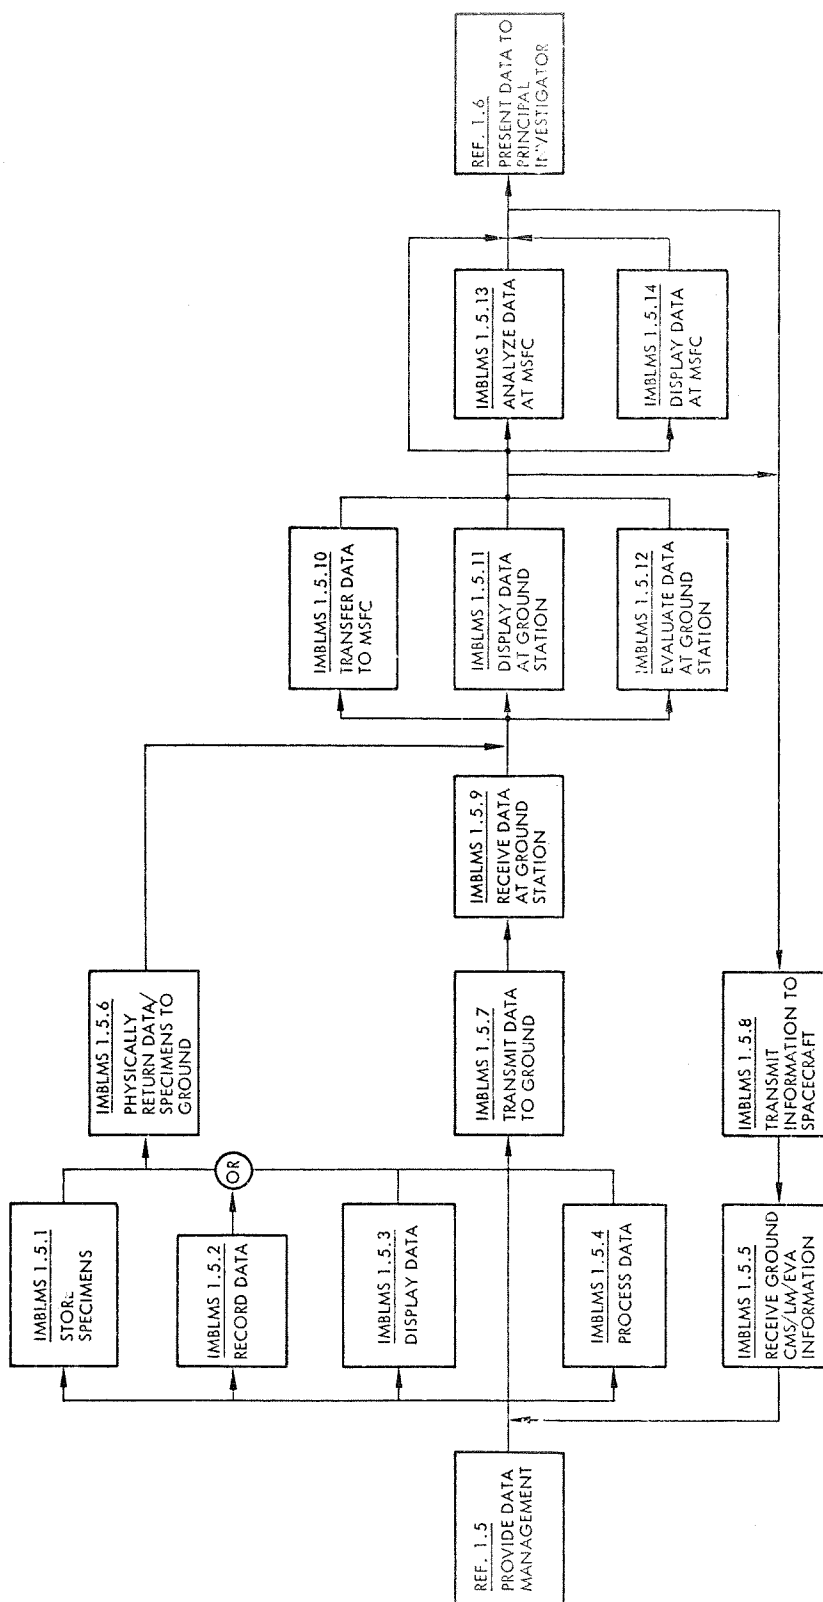 REF. 1.5
PROVIDE DATA
MANAGEMENT
IMBLMS 1.5.1
STORE
SPECIMENS
IMBLMS 1.5.2
RECORD DATA
IMBLMS 1.5.3
DISPLAY DATA
IMBLMS 1.5.4
PROCESS DATA
IMBLMS 1.5.5
RECEIVE GROUND
CMS/LM/EVA
INFORMATION
OR
IMBLMS 1.5.6
PHYSICALLY
RETURN DATA/
SPECIMENS TO
GROUND
IMBLMS 1.5.7
TRANSMIT DATA
TO GROUND
IMBLMS 1.5.8
TRANSMIT
INFORMATION TO
SPACECRAFT
IMBLMS 1.5.9
RECEIVE DATA
AT GROUND
STATION
IMBLMS 1.5.10
TRANSFER DATA
TO MSFC
IMBLMS 1.5.11
DISPLAY DATA
AT GROUND
STATION
IMBLMS 1.5.12
EVALUATE DATA
AT GROUND
STATION
IMBLMS 1.5.13
ANALYZE DATA
AT MSFC
IMBLMS 1.5.14
DISPLAY DATA
AT MSFC
REF. 1.6
PRESENT DATA TO
PRINCIPAL
INVESTIGATOR